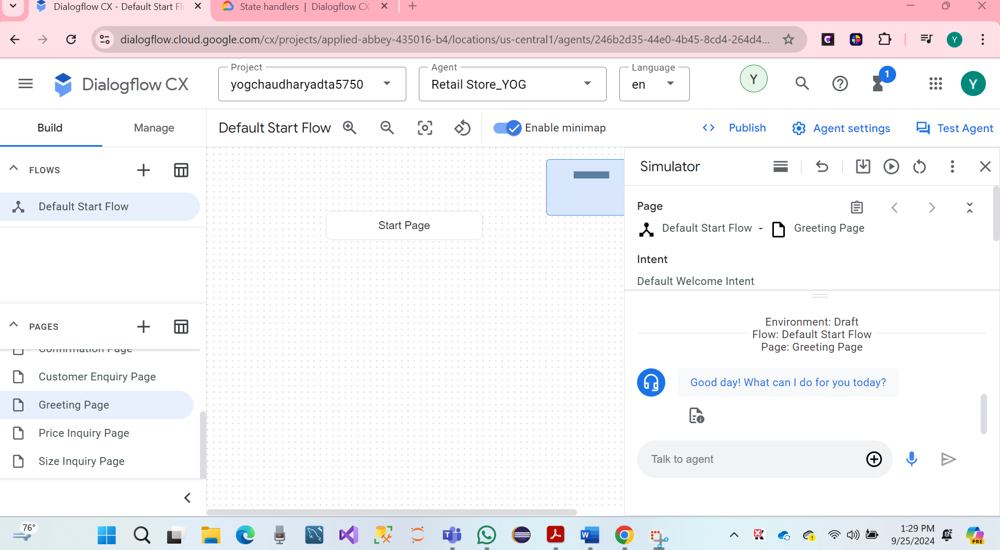 Dialogflow CX - Default Start Fl
State handlers | Dialogflow CX
dialogflow.cloud.google.com/cx/projects/applied-abbey-435016-b4/locations/us-central1/agents/246b2d35-44e0-4b45-8cd4-264d4...
Y
Dialogflow CX
Project
yogchaudharyadta5750
Agent
Retail Store_YOG
Language
en
Y
1
Y
Build
Manage
Default Start Flow
Enable minimap
Publish
Agent settings
Test Agent
FLOWS
Default Start Flow
PAGES
Confirmation Page
Customer Enquiry Page
Greeting Page
Price Inquiry Page
Size Inquiry Page
Start Page
Simulator
Page
Default Start Flow - Greeting Page
Intent
Default Welcome Intent
Environment: Draft
Flow: Default Start Flow
Page: Greeting Page
Good day! What can I do for you today?
Talk to agent
76°
1:29 PM
9/25/2024
PRE